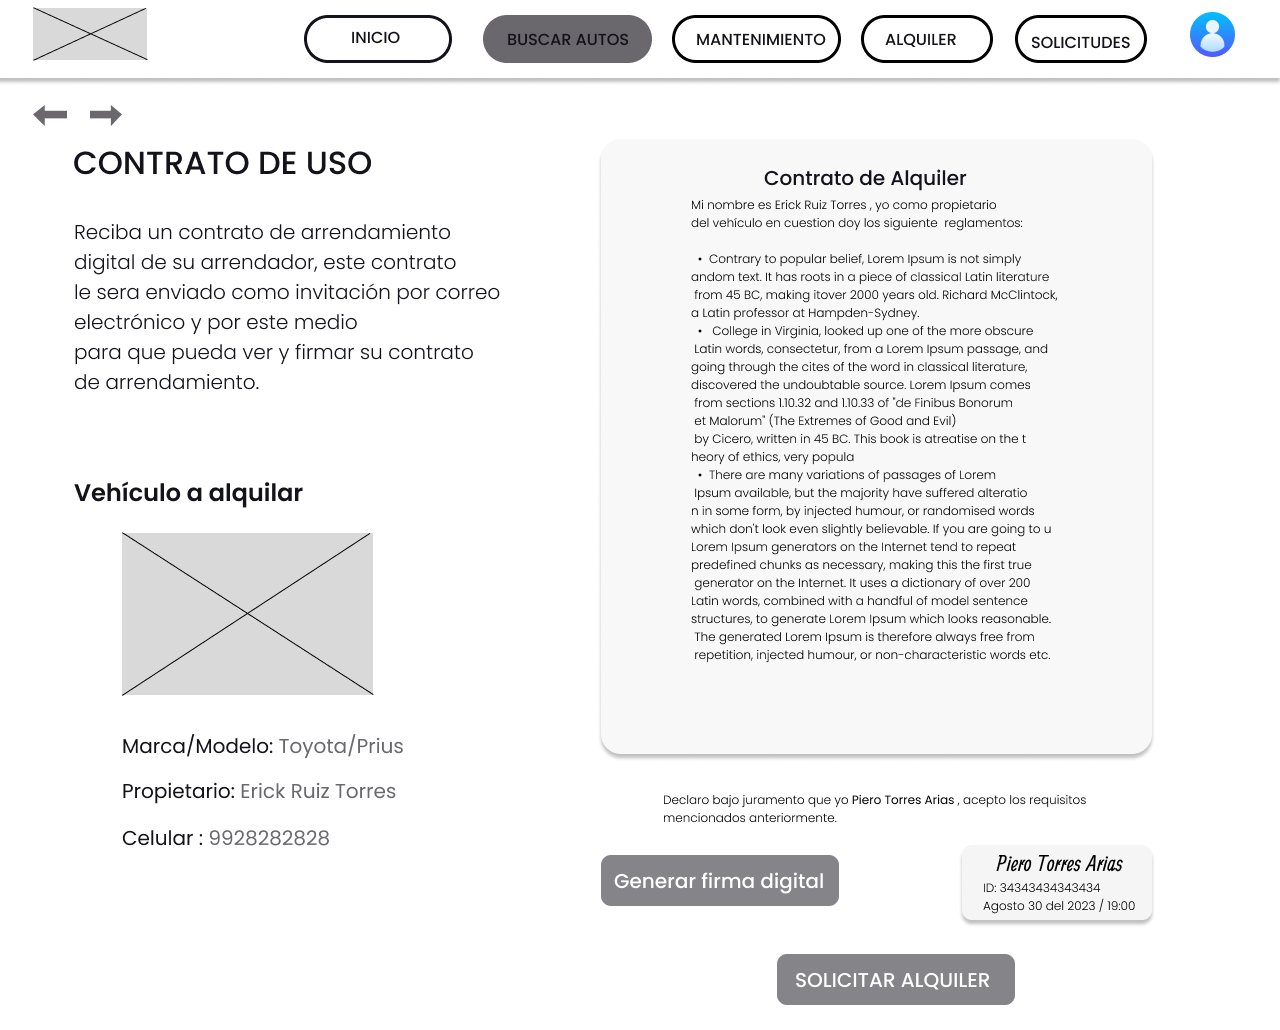 INICIO
BUSCAR AUTOS
MANTENIMIENTO
ALQUILER
SOLICITUDES
CONTRATO DE USO
Reciba un contrato de arrendamiento
digital de su arrendador, este contrato
le sera enviado como invitación por correo
electrónico y por este medio
para que pueda ver y firmar su contrato
de arrendamiento.
Vehículo a alquilar
Marca/Modelo: Toyota/Prius
Propietario: Erick Ruiz Torres
Celular : 9928282828
Contrato de Alquiler
Mi nombre es Erick Ruiz Torres , yo como propietario
del vehículo en cuestion doy los siguiente  reglamentos:
• Contrary to popular belief, Lorem Ipsum is not simply
andom text. It has roots in a piece of classical Latin literature
from 45 BC, making itover 2000 years old. Richard McClintock,
a Latin professor at Hampden-Sydney.
• College in Virginia, looked up one of the more obscure
Latin words, consectetur, from a Lorem Ipsum passage, and
going through the cites of the word in classical literature,
discovered the undoubtable source. Lorem Ipsum comes
from sections 1.10.32 and 1.10.33 of "de Finibus Bonorum
et Malorum" (The Extremes of Good and Evil)
by Cicero, written in 45 BC. This book is atreatise on the t
heory of ethics, very popula
• There are many variations of passages of Lorem
Ipsum available, but the majority have suffered alteratio
n in some form, by injected humour, or randomised words
which don't look even slightly believable. If you are going to u
Lorem Ipsum generators on the Internet tend to repeat
predefined chunks as necessary, making this the first true
generator on the Internet. It uses a dictionary of over 200
Latin words, combined with a handful of model sentence
structures, to generate Lorem Ipsum which looks reasonable.
The generated Lorem Ipsum is therefore always free from
repetition, injected humour, or non-characteristic words etc.
Declaro bajo juramento que yo Piero Torres Arias , acepto los requisitos
mencionados anteriormente.
Generar firma digital
Piero Torres Arias
ID: 34343434343434
Agosto 30 del 2023 / 19:00
SOLICITAR ALQUILER